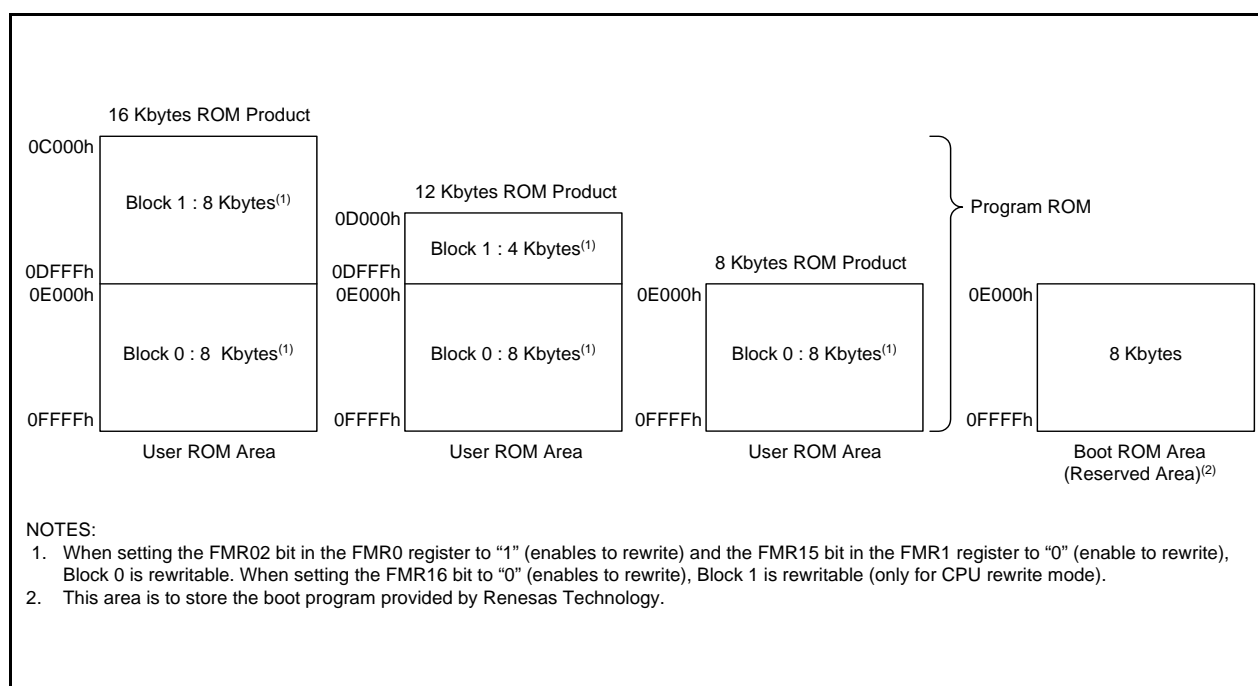 16 Kbytes ROM Product
0C000h
Block 1 : 8 Kbytes(1)
0DFFFh
0E000h
Block 0 : 8  Kbytes(1)
0FFFFh
User ROM Area
12 Kbytes ROM Product
0D000h
Block 1 : 4 Kbytes(1)
0DFFFh
0E000h
Block 0 : 8 Kbytes(1)
0FFFFh
User ROM Area
8 Kbytes ROM Product
0E000h
Block 0 : 8 Kbytes(1)
0FFFFh
User ROM Area
Program ROM
0E000h
8 Kbytes
0FFFFh
Boot ROM Area
(Reserved Area)(2)
NOTES:
1. When setting the FMR02 bit in the FMR0 register to “1” (enables to rewrite) and the FMR15 bit in the FMR1 register to “0” (enable to rewrite),
Block 0 is rewritable. When setting the FMR16 bit to “0” (enables to rewrite), Block 1 is rewritable (only for CPU rewrite mode).
2. This area is to store the boot program provided by Renesas Technology.